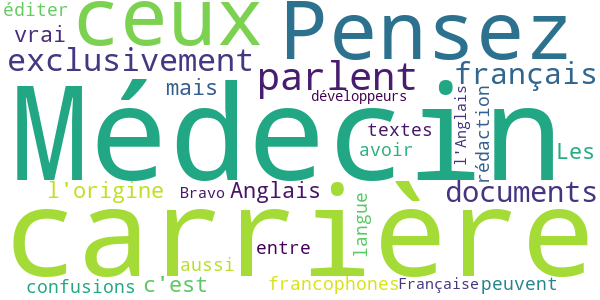 éditer ceux Pensez
vrai
exclusivement parlent français
mais développeurs l'Anglais rédaction
Médecin
textes
avoir Les
l'origine Bravo Anglais langue documents
carrière
entre
aussi
confusions c'est francophones Française peuvent